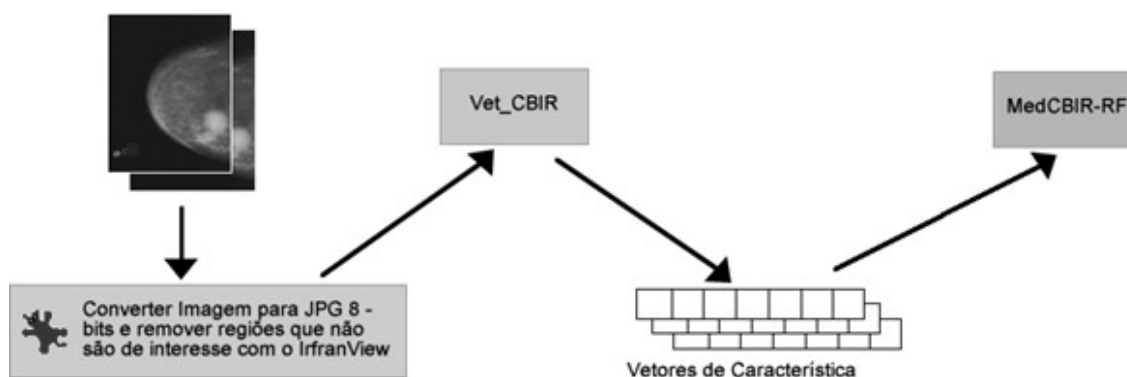 Vet_CBIR
MedCBIR-RF
Converter Imagem para JPG 8 -
bits e remover regiões que não
são de interesse com o IrfranView
Vetores de Característica